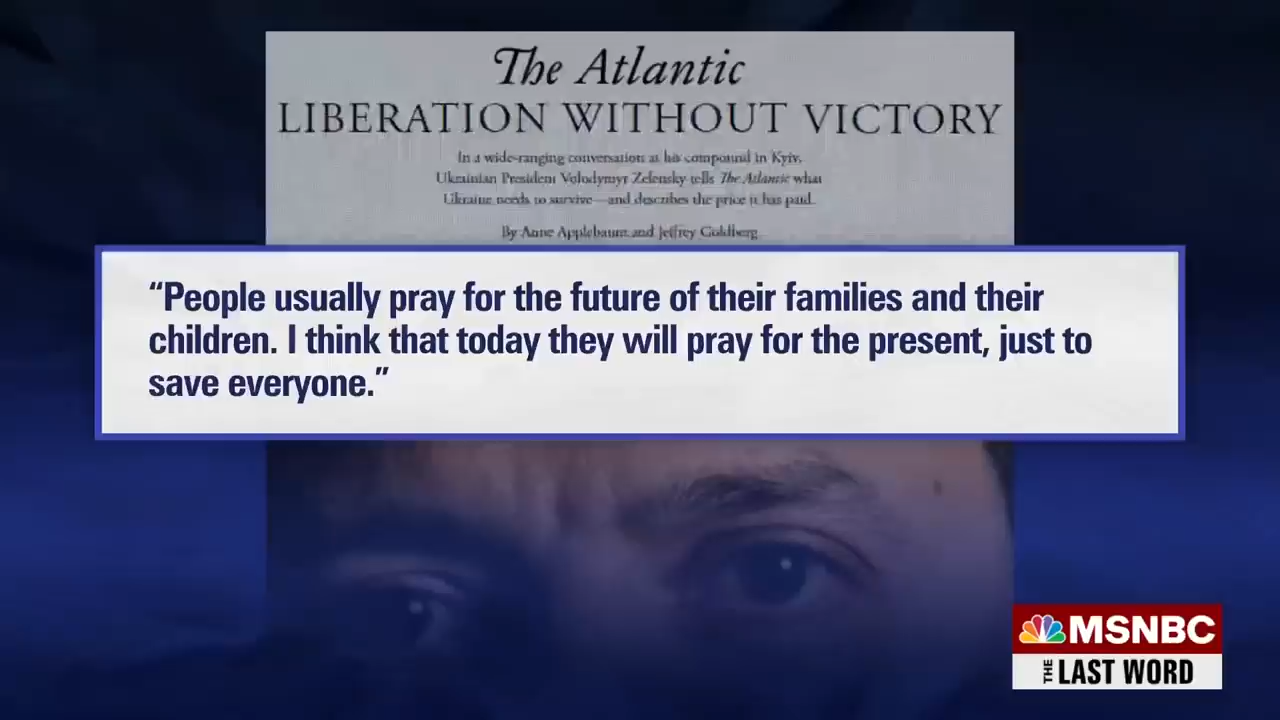 The Atlantic
LIBERATION WITHOUT VICTORY
In a wide-ranging conversation at his compound in Kyiv,
Ukrainian President Volodymyr Zelensky tells The Atlantic what
Ukraine needs to survive—and describes the price it has paid.
By Anne Applebaum and Jeffrey Goldberg
“People usually pray for the future of their families and their
children. I think that today they will pray for the present, just to
save everyone.”
MSNBC
THE LAST WORD